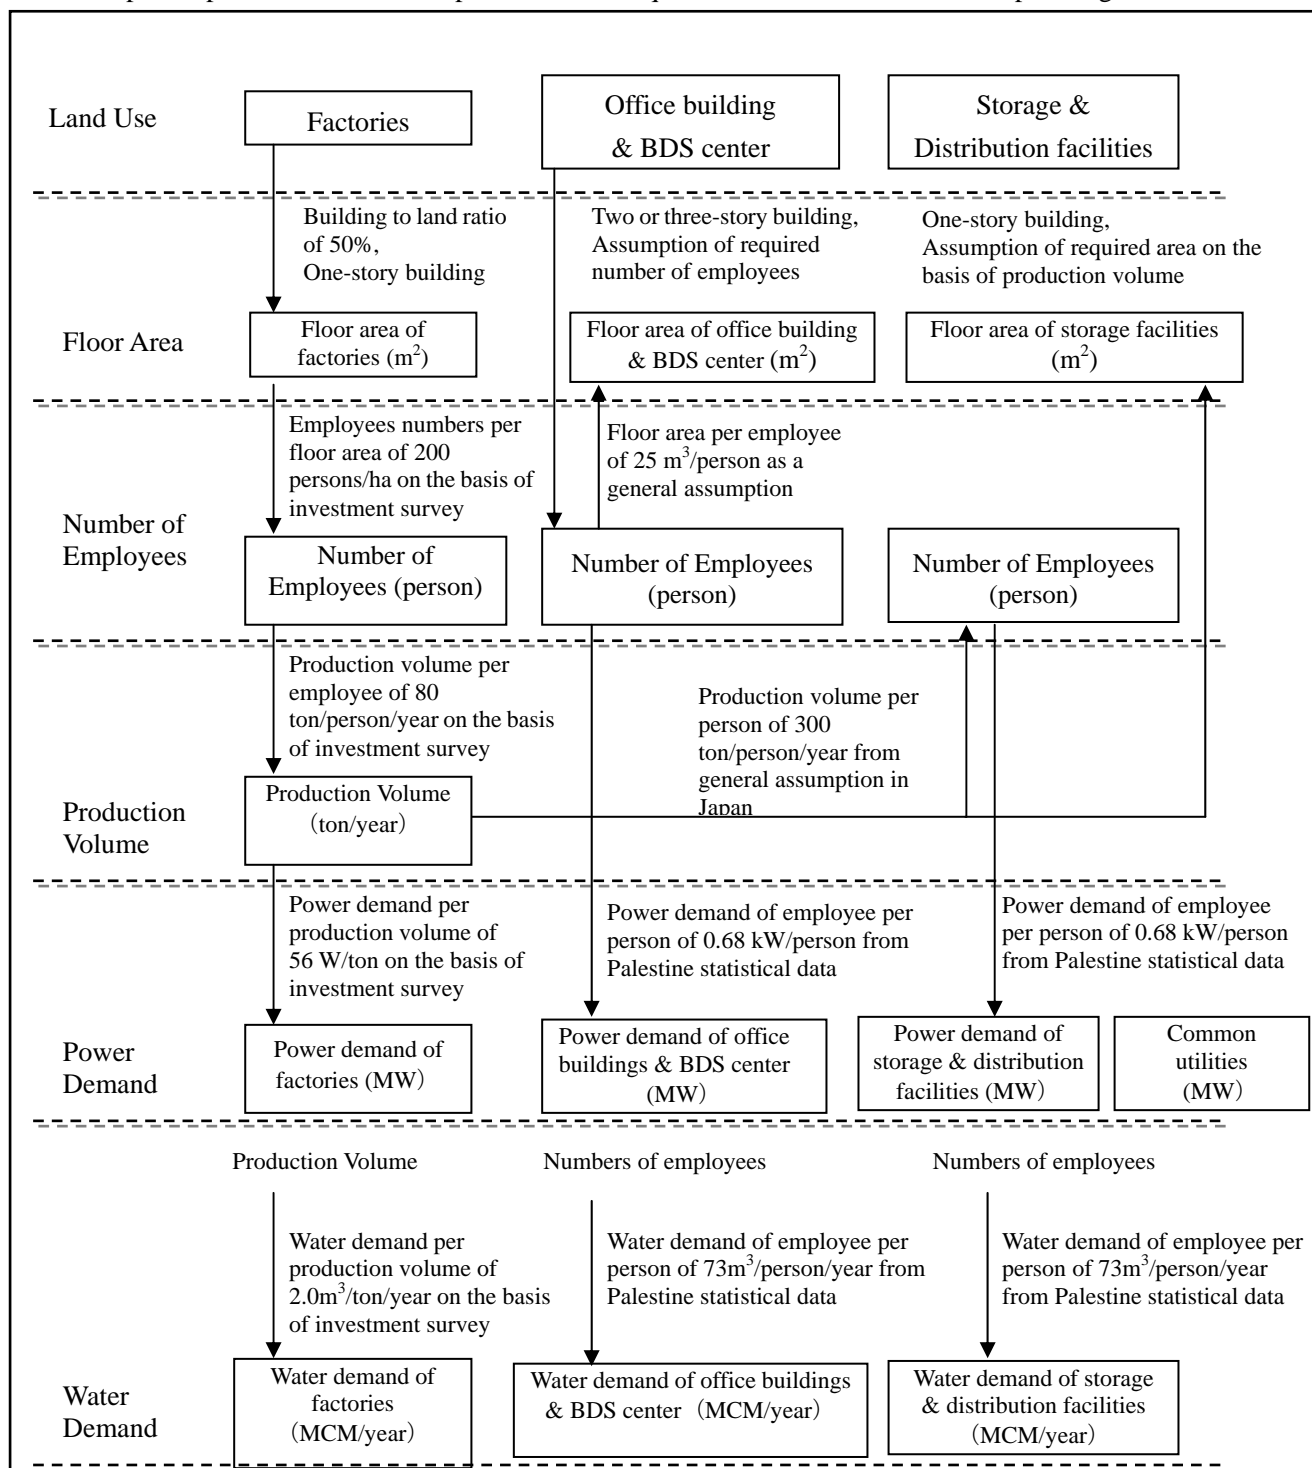 Land Use
Factories
Office building
& BDS center
Storage &
Distribution facilities
Building to land ratio
of 50%,
One-story building
Two or three-story building,
Assumption of required
number of employees
One-story building,
Assumption of required area on the
basis of production volume
Floor Area
Floor area of
factories (m²)
Floor area of office building
& BDS center (m²)
Floor area of storage facilities
(m²)
Employees numbers per
floor area of 200
persons/ha on the basis of
investment survey
Floor area per employee
of 25 m³/person as a
general assumption
Number of
Employees
Number of
Employees (person)
Number of Employees
(person)
Number of Employees
(person)
Production volume per
employee of 80
ton/person/year on the basis
of investment survey
Production volume per
person of 300
ton/person/year from
general assumption in
Japan
Production
Volume
Production Volume
(ton/year)
Power demand per
production volume of
56 W/ton on the basis of
investment survey
Power demand of employee per
person of 0.68 kW/person from
Palestine statistical data
Power demand of employee
per person of 0.68 kW/person
from Palestine statistical data
Power
Demand
Power demand of
factories (MW)
Power demand of office
buildings & BDS center
(MW)
Power demand of
storage & distribution
facilities (MW)
Common
utilities
(MW)
Production Volume
Numbers of employees
Numbers of employees
Water demand per
production volume of
2.0m³/ton/year on the basis
of investment survey
Water demand of employee per
person of 73m³/person/year from
Palestine statistical data
Water demand of employee per
person of 73m³/person/year
from Palestine statistical data
Water
Demand
Water demand of
factories
(MCM/year)
Water demand of office buildings
& BDS center (MCM/year)
Water demand of storage
& distribution facilities
(MCM/year)